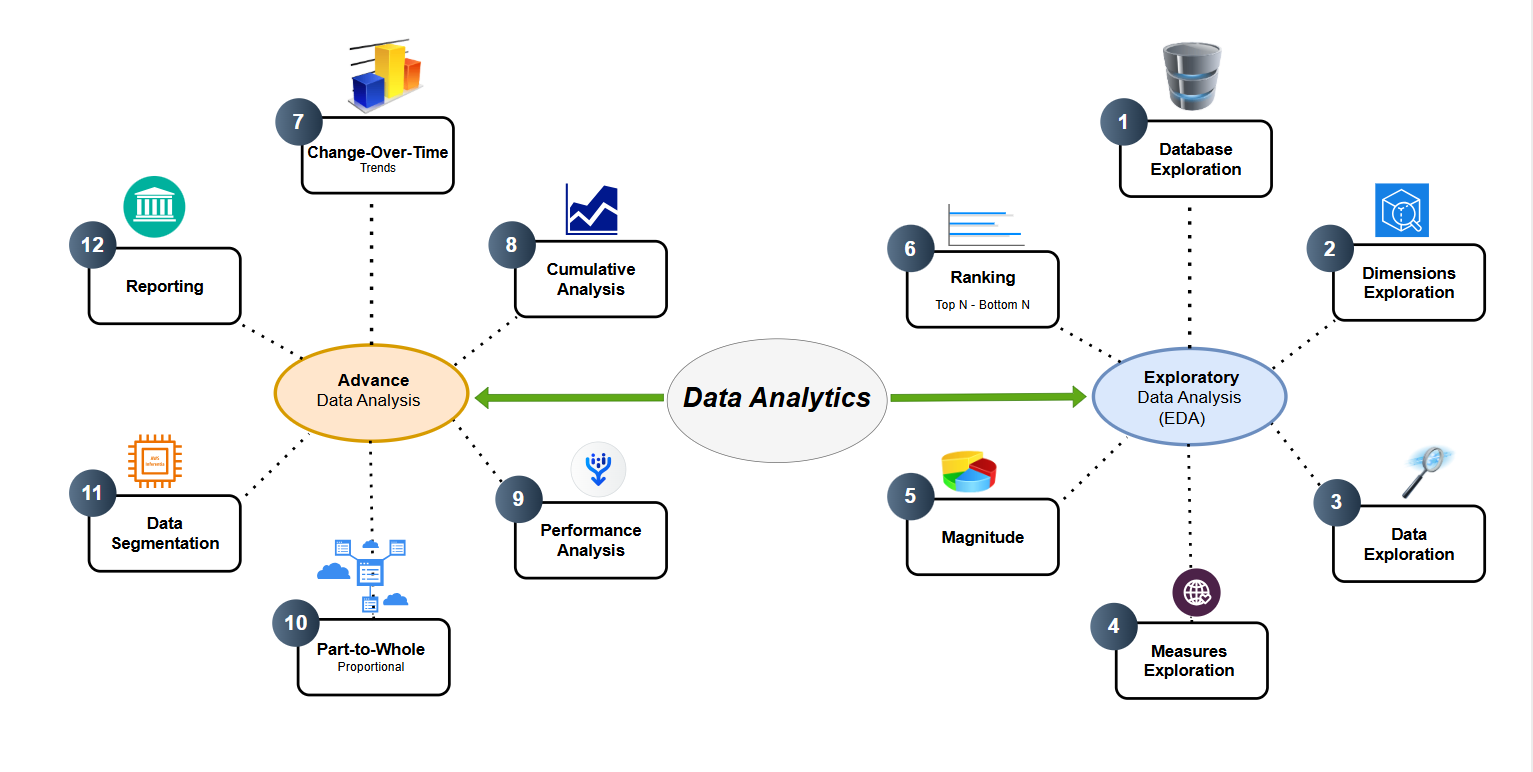 7
Change-Over-Time
Trends
1
Database
Exploration
12
Reporting
8
Cumulative
Analysis
6
Ranking
Top N - Bottom N
2
Dimensions
Exploration
Advance
Data Analysis
Data Analytics
Exploratory
Data Analysis
(EDA)
11
Data
Segmentation
9
Performance
Analysis
5
Magnitude
3
Data
Exploration
10
Part-to-Whole
Proportional
4
Measures
Exploration